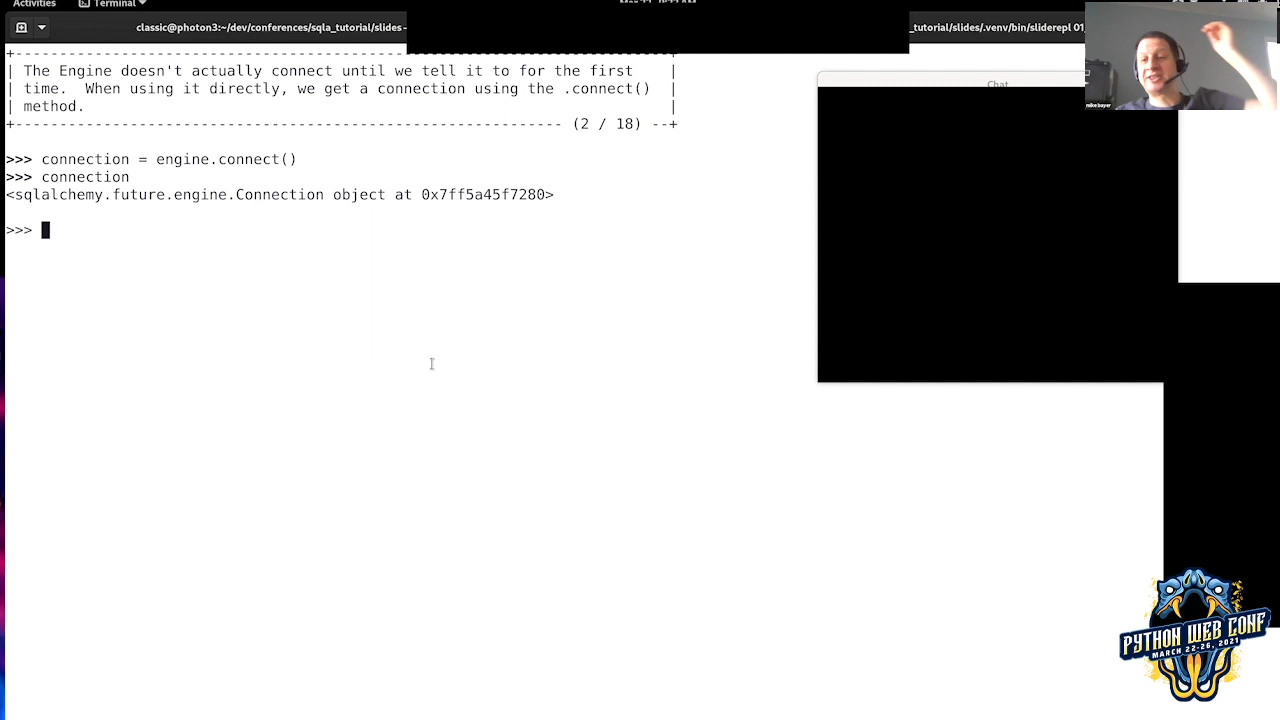 Activities
Terminal
classic@photon3:~/dev/conferences/sqla_tutorial/slides-
_tutorial/slides/.venv/bin/sliderepl 01
+---------------------------------------------------------------------------+
| The Engine doesn't actually connect until we tell it to for the first |
| time. When using it directly, we get a connection using the .connect() |
| method. |
+-------------------------------------------------------------- (2 / 18) --+
Chat
mike bayer
>>> connection = engine.connect()
>>> connection
<sqlalchemy.future.engine.Connection object at 0x7ff5a45f7280>
>>>
PYTHON WEB CONF
MARCH 22-26, 2021